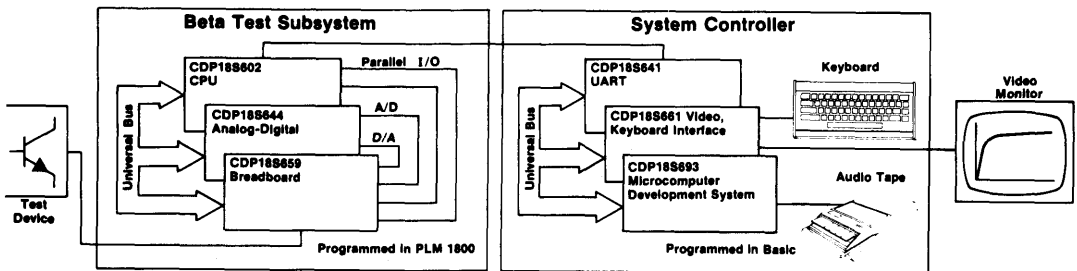 Beta Test Subsystem
CDP18S602
CPU
Parallel I/O
CDP18S644
Analog-Digital
A/D
D/A
CDP18S659
Breadboard
Universal Bus
Test
Device
Programmed in PLM 1800
System Controller
CDP18S641
UART
CDP18S661 Video,
Keyboard Interface
CDP18S693
Microcomputer
Development System
Universal Bus
Keyboard
Audio Tape
Programmed in Basic
Video
Monitor